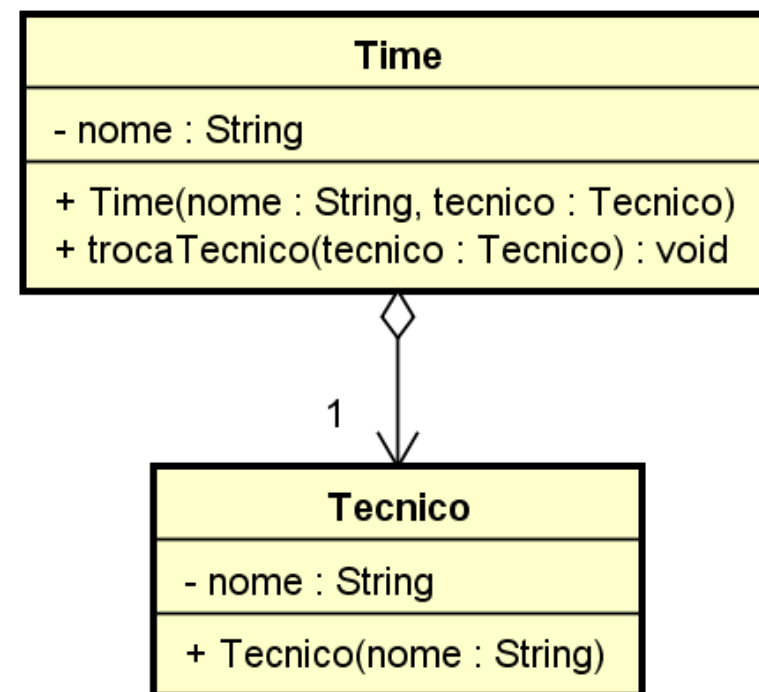 Time
- nome : String
+ Time(nome : String, tecnico : Tecnico)
+ trocaTecnico(tecnico : Tecnico) : void
1
Tecnico
- nome : String
+ Tecnico(nome : String)